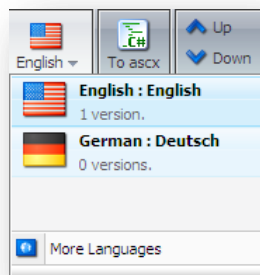 English
C#
To ascx
Up
Down
English : English
1 version.
German : Deutsch
0 versions.
More Languages